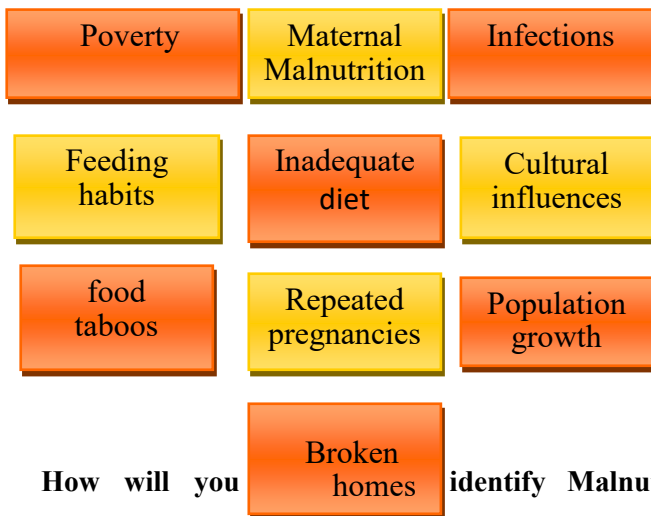 Poverty
Maternal
Malnutrition
Infections
Feeding
habits
Inadequate
diet
Cultural
influences
food
taboos
Repeated
pregnancies
Population
growth
Broken
homes
How will you identify Malnu